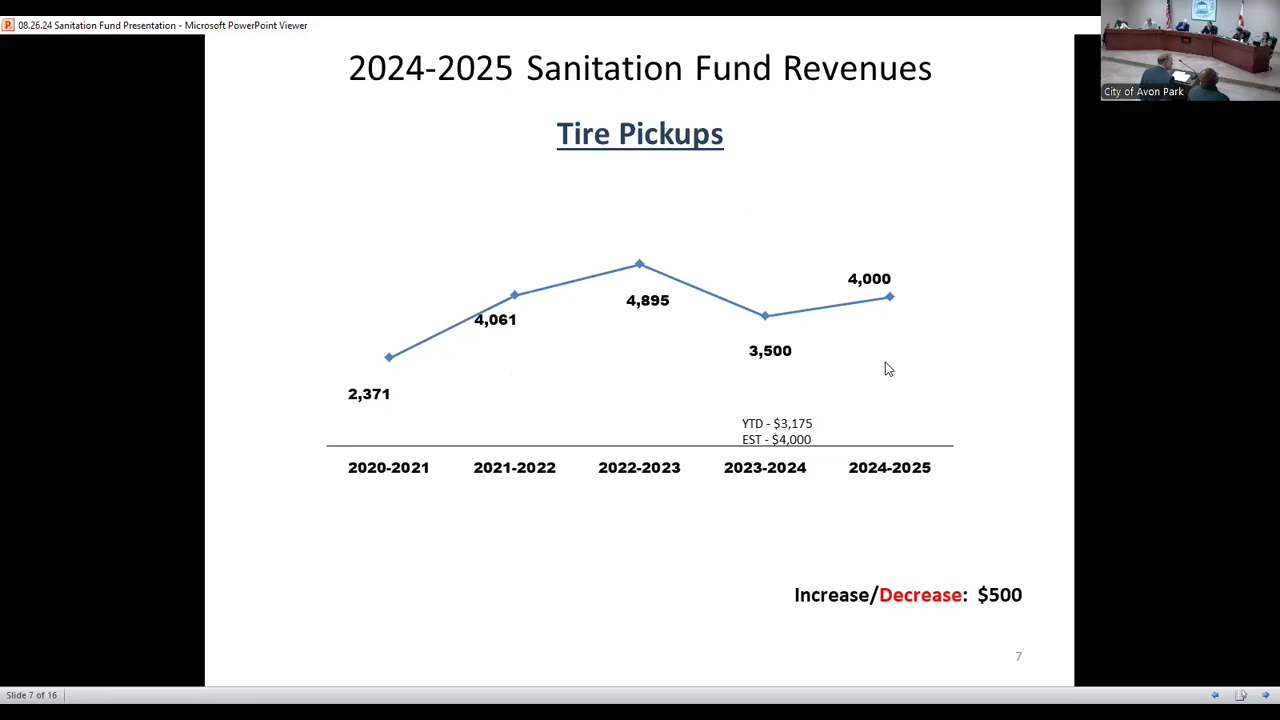 08.26.24 Sanitation Fund Presentation - Microsoft PowerPoint Viewer
City of Avon Park
2024-2025 Sanitation Fund Revenues
Tire Pickups
4,000
4,895
4,061
3,500
2,371
YTD - $3,175
EST - $4,000
2020-2021 2021-2022 2022-2023 2023-2024 2024-2025
Increase/Decrease: $500
7
Slide 7 of 16